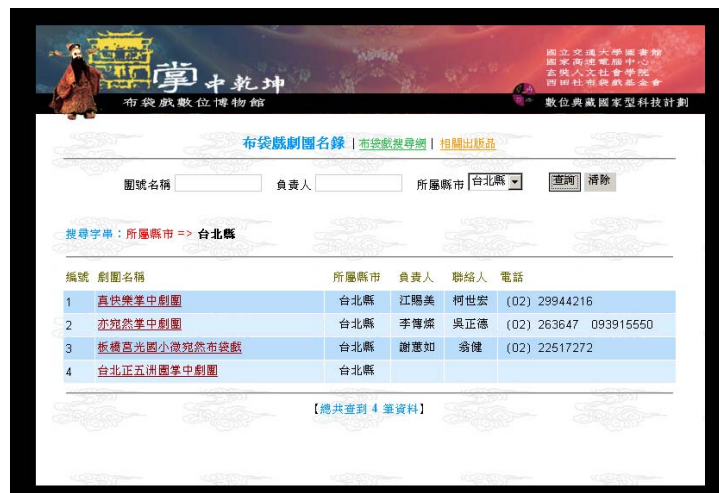 掌中乾坤
布袋戲數位博物館
國立交通大學圖書館
國家高速電腦中心
玄奘人文社會學院
西田社布袋戲基金會
數位典藏國家型科技計劃
布袋戲劇團名錄 | 布袋戲搜尋網 | 相關出版品
團號名稱 負責人 所屬縣市 台北縣 查詢 清除
搜尋字串：所屬縣市 => 台北縣
編號 劇團名稱 所屬縣市 負責人 聯絡人 電話
1 真快樂掌中劇團 台北縣 江賜美 柯世宏 (02) 29944216
2 亦宛然掌中劇團 台北縣 李傳燦 吳正德 (02) 263647 093915550
3 板橋莒光國小微宛然布袋戲 台北縣 謝蕙如 翁健 (02) 22517272
4 台北正五洲團掌中劇團 台北縣
【總共查到 4 筆資料】